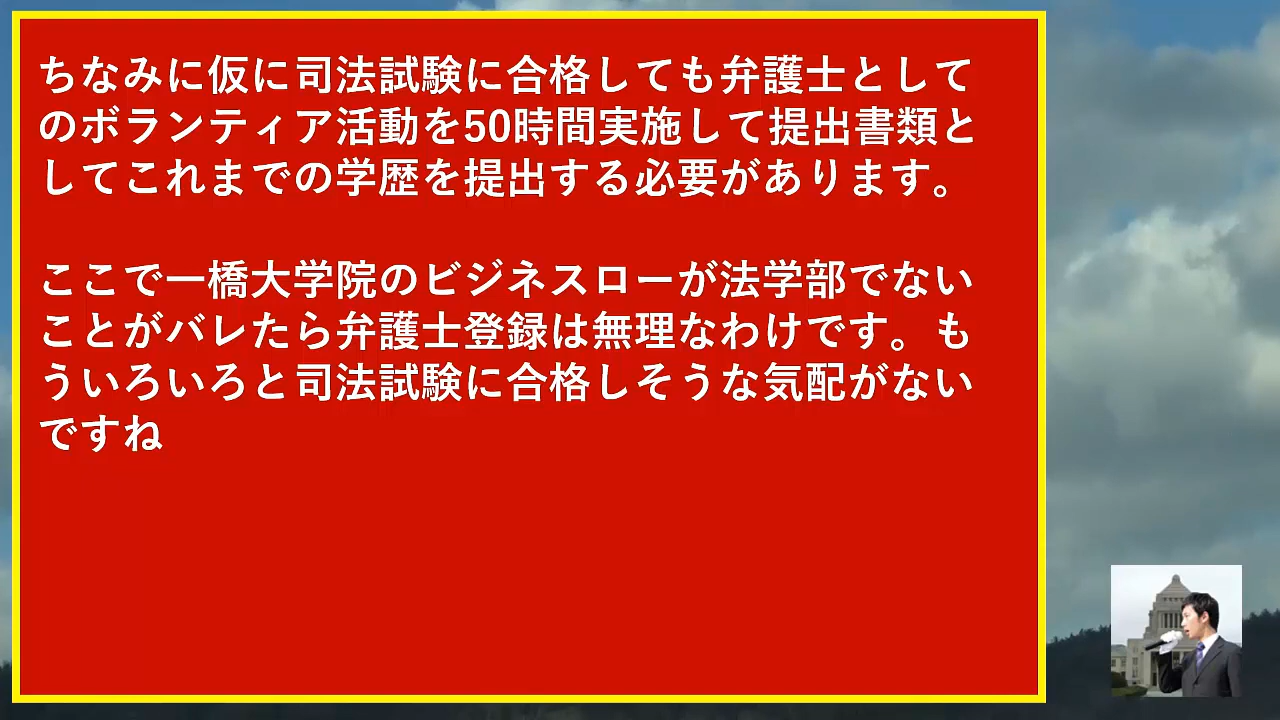 ちなみに仮に司法試験に合格しても弁護士として
のボランティア活動を50時間実施して提出書類と
してこれまでの学歴を提出する必要があります。
ここで一橋大学院のビジネスローが法学部でない
ことがバレたら弁護士登録は無理なわけです。も
ういろいろと司法試験に合格しそうな気配がない
ですね